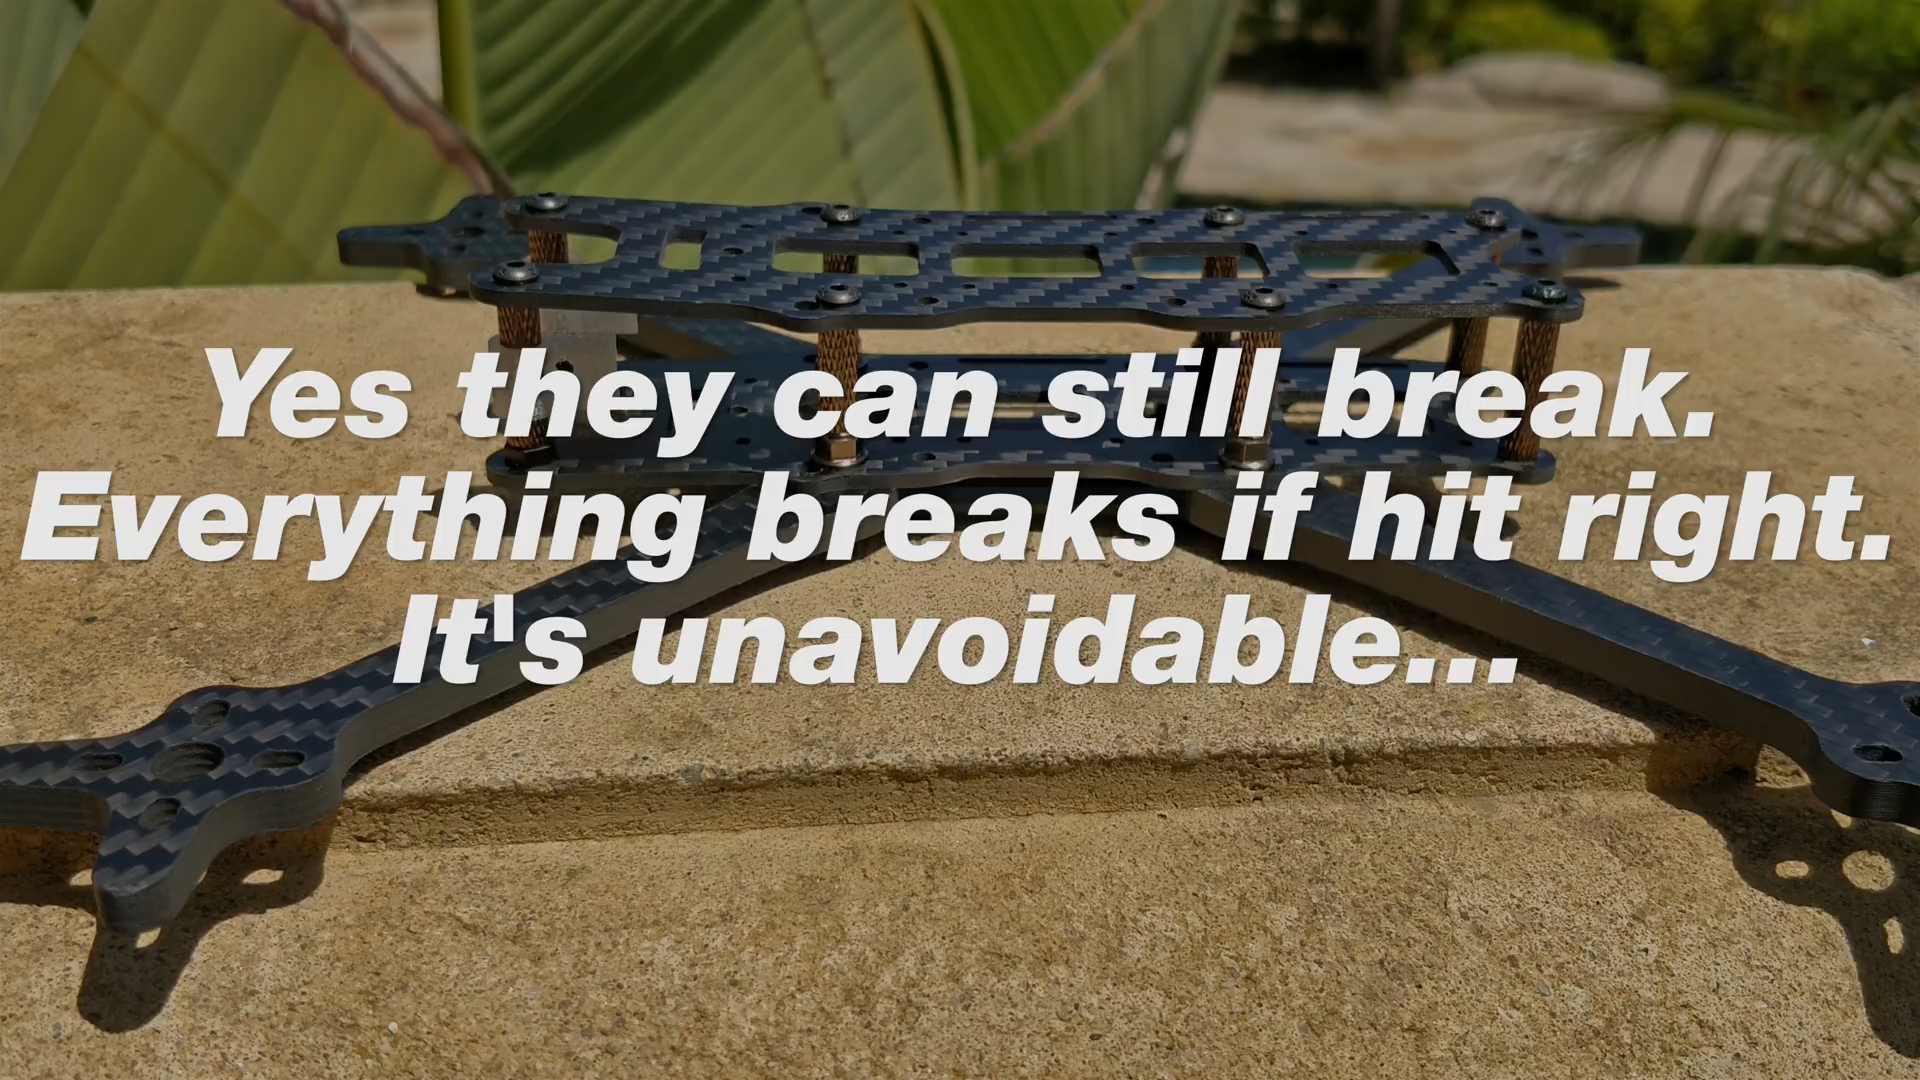 Yes they can still break.
Everything breaks if hit right.
It's unavoidable...